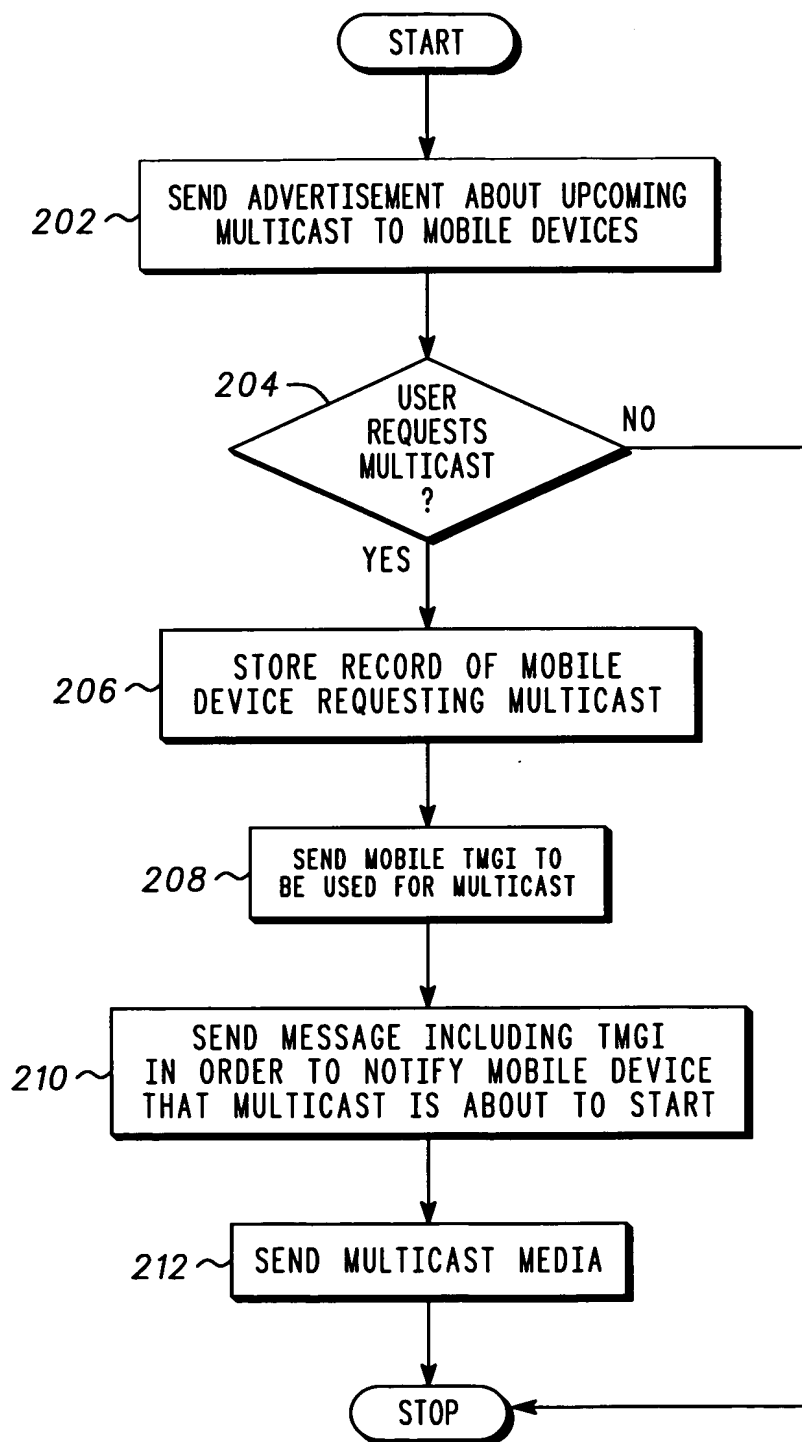 START
202
SEND ADVERTISEMENT ABOUT UPCOMING
MULTICAST TO MOBILE DEVICES
204
USER
REQUESTS
MULTICAST
?
NO
YES
206
STORE RECORD OF MOBILE
DEVICE REQUESTING MULTICAST
208
SEND MOBILE TMGI TO
BE USED FOR MULTICAST
210
SEND MESSAGE INCLUDING TMGI
IN ORDER TO NOTIFY MOBILE DEVICE
THAT MULTICAST IS ABOUT TO START
212
SEND MULTICAST MEDIA
STOP